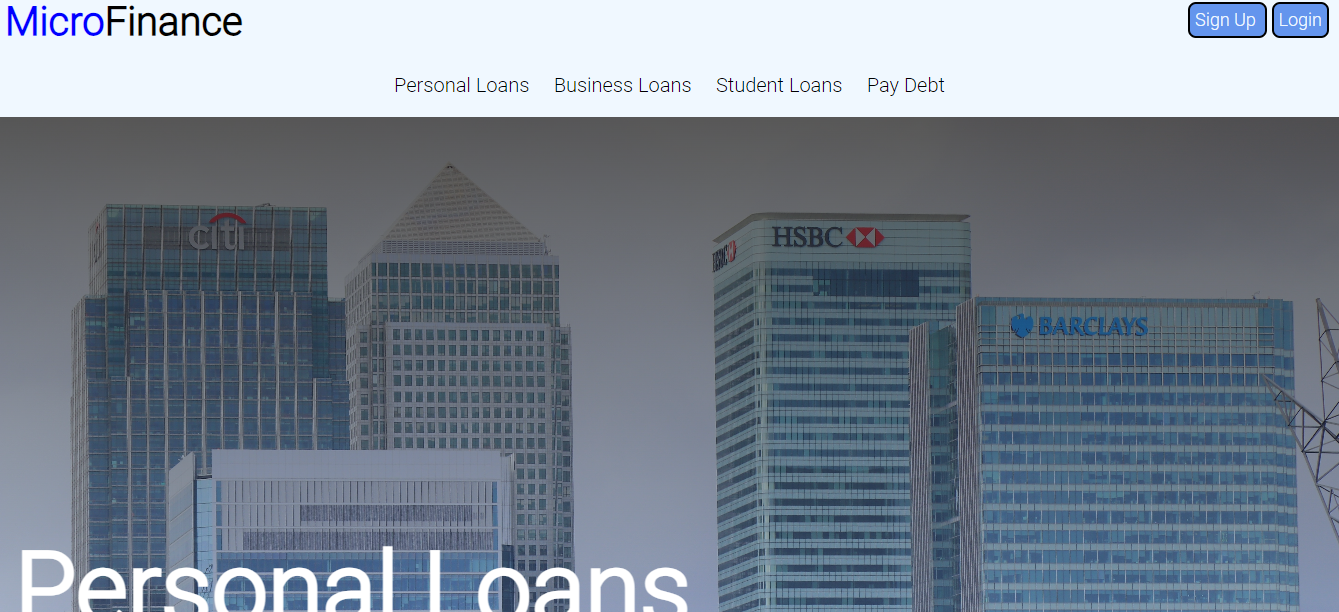 MicroFinance
Sign Up
Login
Personal Loans
Business Loans
Student Loans
Pay Debt
citi
HSBC
HSBC
BARCLAYS
Personal Loans